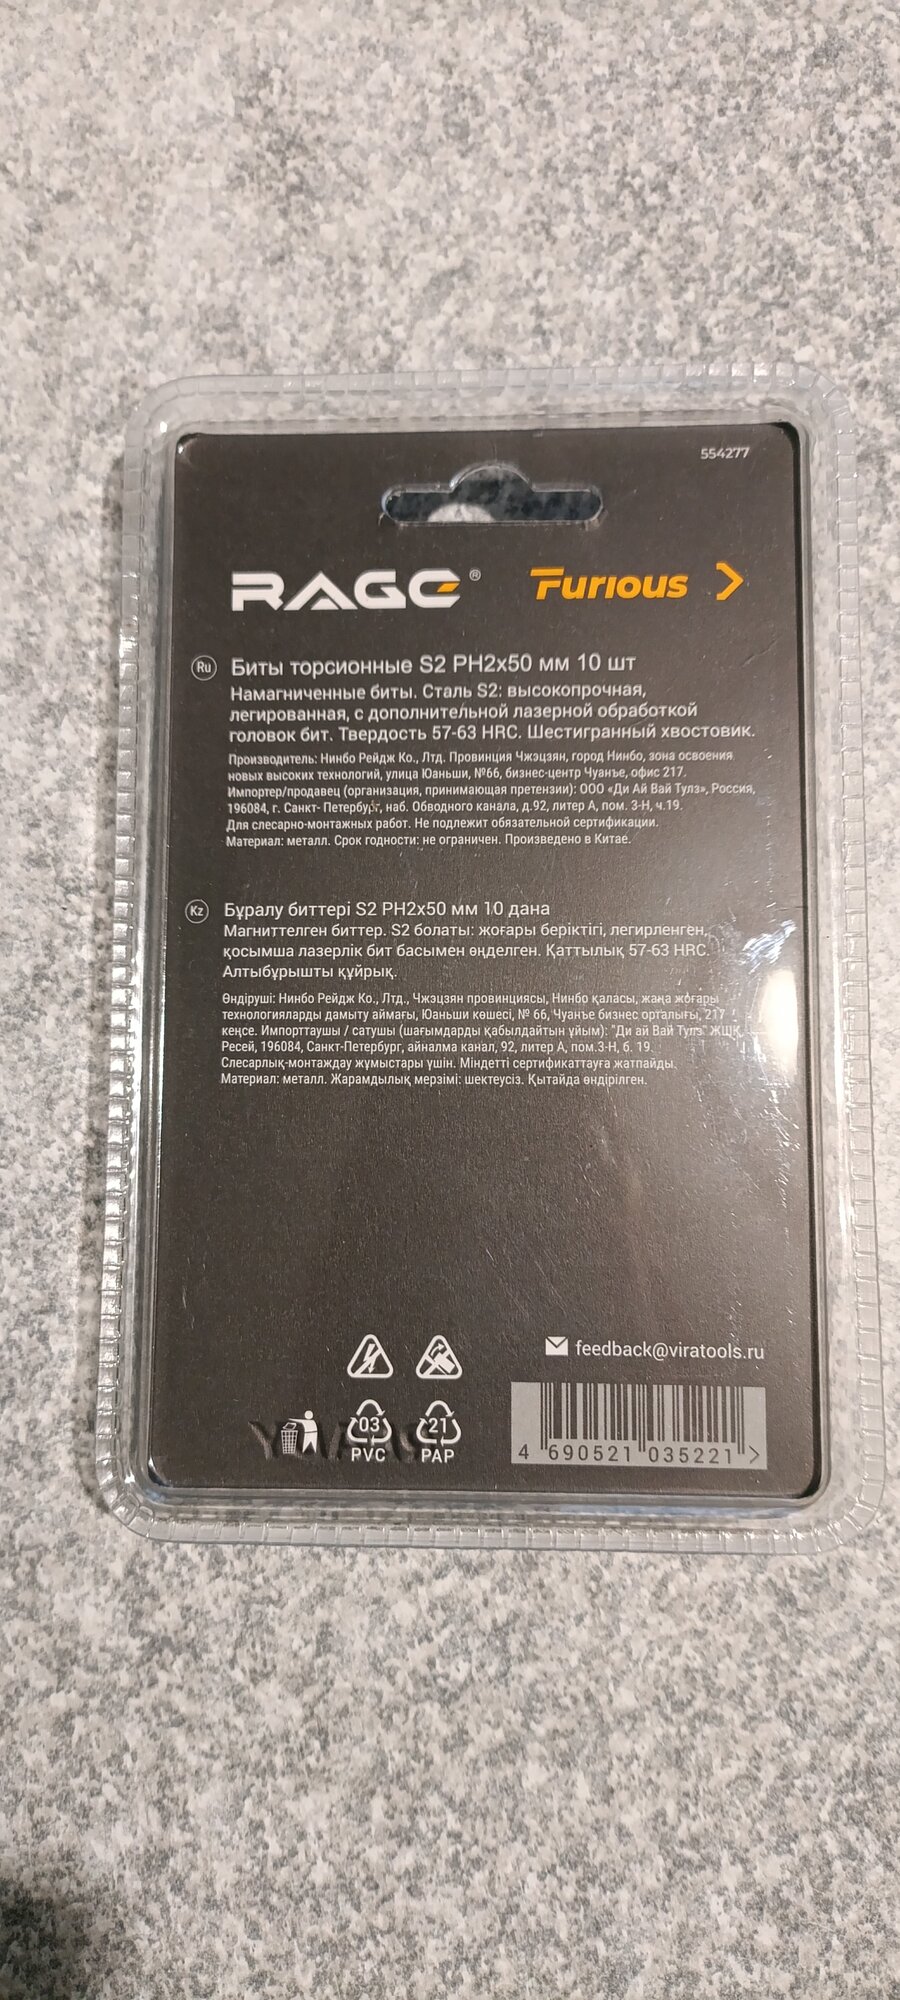 554277
RAGE® Furious
Ru Биты торсионные S2 PH2x50 мм 10 шт
Намагниченные биты. Сталь S2: высокопрочная,
легированная, с дополнительной лазерной обработкой
головок бит. Твердость 57-63 HRC. Шестигранный хвостовик.
Производитель: Нинбо Рейдж Ко., Лтд. Провинция Чжэцзян, город Нинбо, зона освоения
новых высоких технологий, улица Юаньши, №66, бизнес-центр Чуанъе, офис 217.
Импортер/продавец (организация, принимающая претензии): ООО «Ди Ай Вай Тулз», Россия,
196084, г. Санкт- Петербург, наб. Обводного канала, д.92, литер А, пом. 3-Н, ч.19.
Для слесарно-монтажных работ. Не подлежит обязательной сертификации.
Материал: металл. Срок годности: не ограничен. Произведено в Китае.
Kz Бұралу биттері S2 PH2x50 мм 10 дана
Магниттелген биттер. S2 болаты: жоғары беріктігі, легирленген,
қосымша лазерлік бит басымен өңделген. Қаттылық 57-63 HRC.
Алтыбұрышты құйрық.
Өндіруші: Нинбо Рейдж Ко., Лтд., Чжэцзян провинциясы, Нинбо қаласы, жаңа жоғары
технологияларды дамыту аймағы, Юаньши көшесі, № 66, Чуанъе бизнес орталығы, 217
кеңсе. Импорттаушы / сатушы (шағымдарды қабылдайтын ұйым): "Ди ай Вай Тулз" ЖШҚ,
Ресей, 196084, Санкт-Петербург, айналма канал, 92, литер А, пом.3-Н, б. 19.
Слесарлық-монтаждау жұмыстары үшін. Міндетті сертификаттауға жатпайды.
Материал: металл. Жарамдылық мерзімі: шектеусіз. Қытайда өндірілген.
feedback@viratools.ru
03 21
PVC PAP
4 690521 035221 >